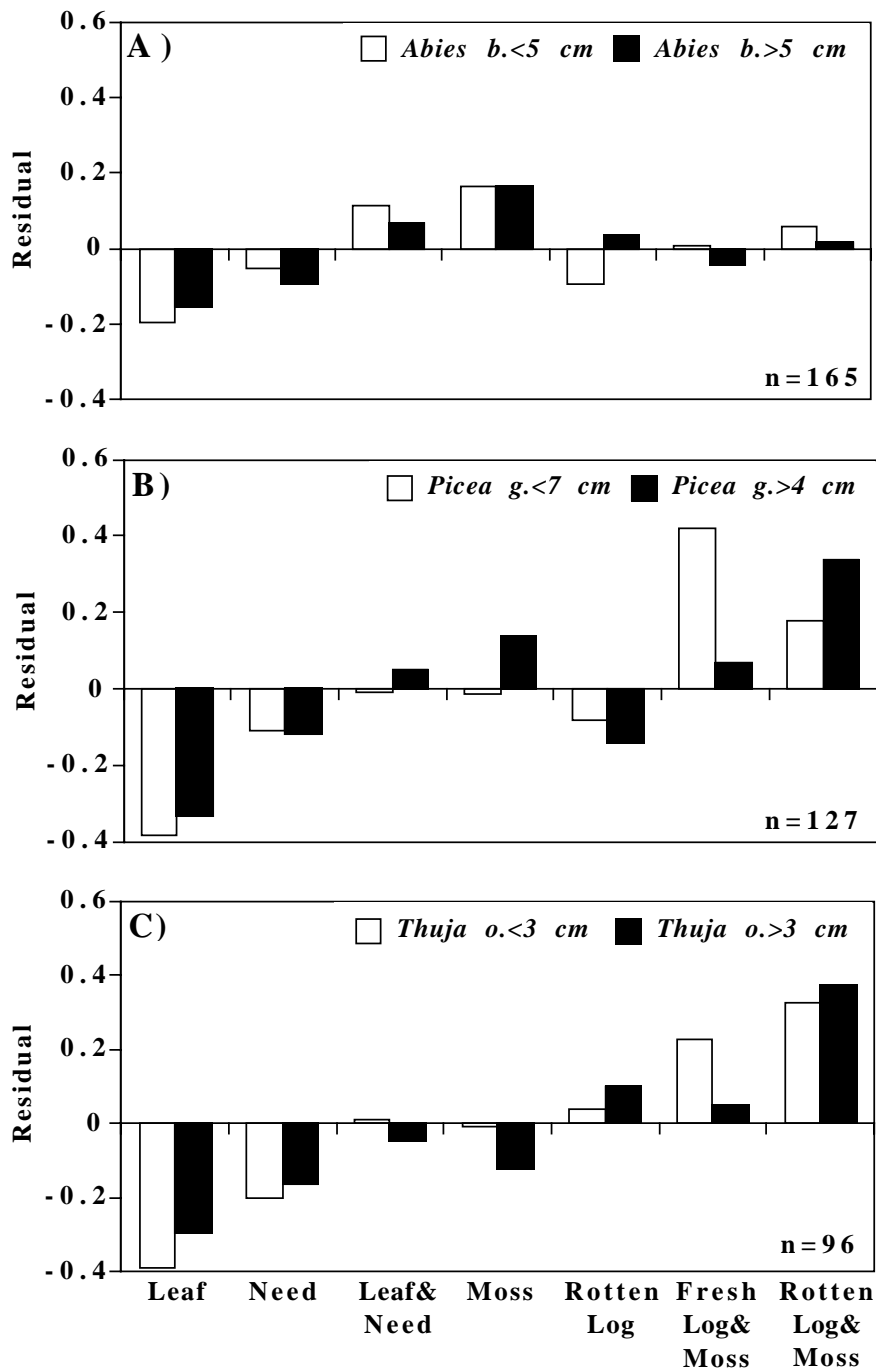 A) Abies b.<5 cm Abies b.>5 cm
0.6
0.4
0.2
0
-0.2
-0.4
Residual
n=165
B) Picea g.<7 cm Picea g.>4 cm
0.6
0.4
0.2
0
-0.2
-0.4
Residual
n=127
C) Thuja o.<3 cm Thuja o.>3 cm
0.6
0.4
0.2
0
-0.2
-0.4
Residual
n=96
Leaf Need Leaf& Moss Rotten Fresh Rotten
Need Log Log& Log&
Moss Moss